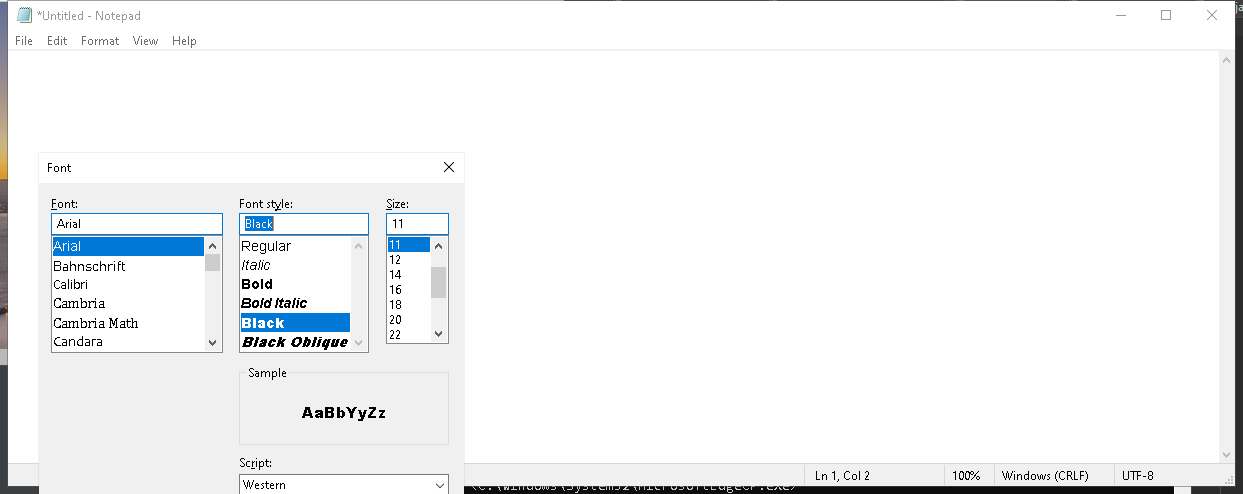 *Untitled - Notepad
File Edit Format View Help
Font
Font: Font style: Size:
Arial Black 11
Arial Regular 11
Bahnschrift Italic 12
Calibri Bold 14
Cambria Bold Italic 16
Cambria Math Black 18
Candara Black Oblique 20
22
Sample
AaBbYyZz
Script:
Western
Ln 1, Col 2 100% Windows (CRLF) UTF-8